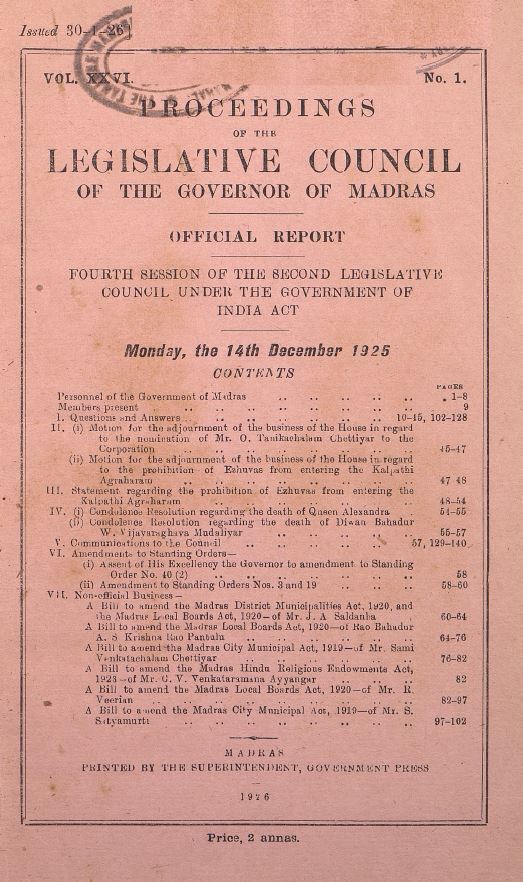 Issued 30-1-26
VOL. XXVI. No. 1.
PROCEEDINGS
OF THE
LEGISLATIVE COUNCIL
OF THE GOVERNOR OF MADRAS
OFFICIAL REPORT
FOURTH SESSION OF THE SECOND LEGISLATIVE
COUNCIL UNDER THE GOVERNMENT OF
INDIA ACT
Monday, the 14th December 1925
CONTENTS
PAGES
Personnel of the Government of Madras .. .. .. .. .. 1-8
Members present .. .. .. .. .. .. .. 9
I. Questions and Answers .. .. .. .. .. .. 10-45, 102-128
II. (i) Motion for the adjournment of the business of the House in regard
to the nomination of Mr. O. Tanikachalam Chettiyar to the
Corporation .. .. .. .. .. .. .. 45-47
(ii) Motion for the adjournment of the business of the House in regard
to the prohibition of Ezhuvas from entering the Kalpathi
Agraharam .. .. .. .. .. .. 47-48
III. Statement regarding the prohibition of Ezhuvas from entering the
Kalpathi Agraharam .. .. .. .. .. .. 48-54
IV. (i) Condolence Resolution regarding the death of Queen Alexandra .. 54-55
(ii) Condolence Resolution regarding the death of Diwan Bahadur
W. Vijayaraghava Mudaliyar .. .. .. .. 55-57
V. Communications to the Council .. .. .. .. 57, 129-140
VI. Amendments to Standing Orders—
(i) Assent of His Excellency the Governor to amendment to Standing
Order No. 40 (2) .. .. .. .. .. .. 58
(ii) Amendment to Standing Orders Nos. 3 and 19 .. .. .. 58-60
VII. Non-official Business—
A Bill to amend the Madras District Municipalities Act, 1920, and
the Madras Local Boards Act, 1920—of Mr. J. A. Saldanha .. 60-64
A Bill to amend the Madras Local Boards Act, 1920—of Rao Bahadur
A. S Krishna Rao Pantulu .. .. .. .. .. 64-76
A Bill to amend the Madras City Municipal Act, 1919—of Mr. Sami
Venkatachalam Chettiyar .. .. .. .. .. 76-82
A Bill to amend the Madras Hindu Religious Endowments Act,
1923—of Mr. C. V. Venkataramana Ayyangar .. .. .. 82
A Bill to amend the Madras Local Boards Act, 1920—of Mr. R.
Veerian .. .. .. .. .. .. .. 82-97
A Bill to amend the Madras City Municipal Act, 1919—of Mr. S.
Satyamurti .. .. .. .. .. .. 97-102
MADRAS
PRINTED BY THE SUPERINTENDENT, GOVERNMENT PRESS
1926
Price, 2 annas.